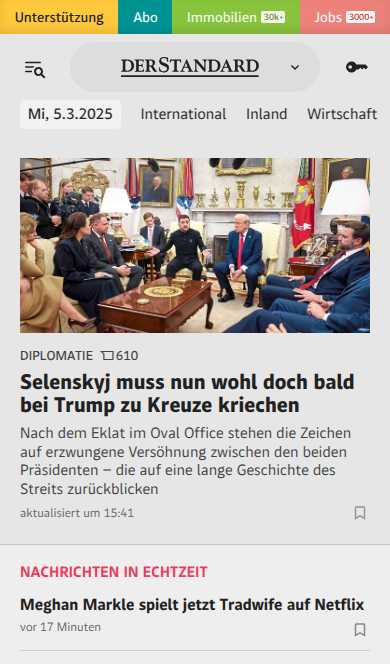 Unterstützung Abo Immobilien 30k+ Jobs 3000+
DERSTANDARD
Mi, 5.3.2025 International Inland Wirtschaft
DIPLOMATIE 610
Selenskyj muss nun wohl doch bald
bei Trump zu Kreuze kriechen
Nach dem Eklat im Oval Office stehen die Zeichen
auf erzwungene Versöhnung zwischen den beiden
Präsidenten – die auf eine lange Geschichte des
Streits zurückblicken
aktualisiert um 15:41
NACHRICHTEN IN ECHTZEIT
Meghan Markle spielt jetzt Tradwife auf Netflix
vor 17 Minuten